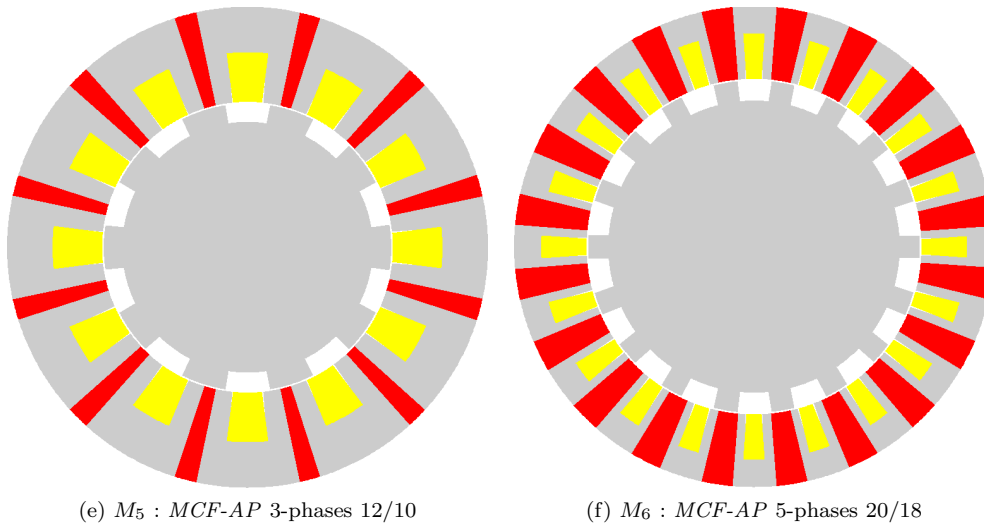 (e) M₅ : MCF-AP 3-phases 12/10
(f) M₆ : MCF-AP 5-phases 20/18